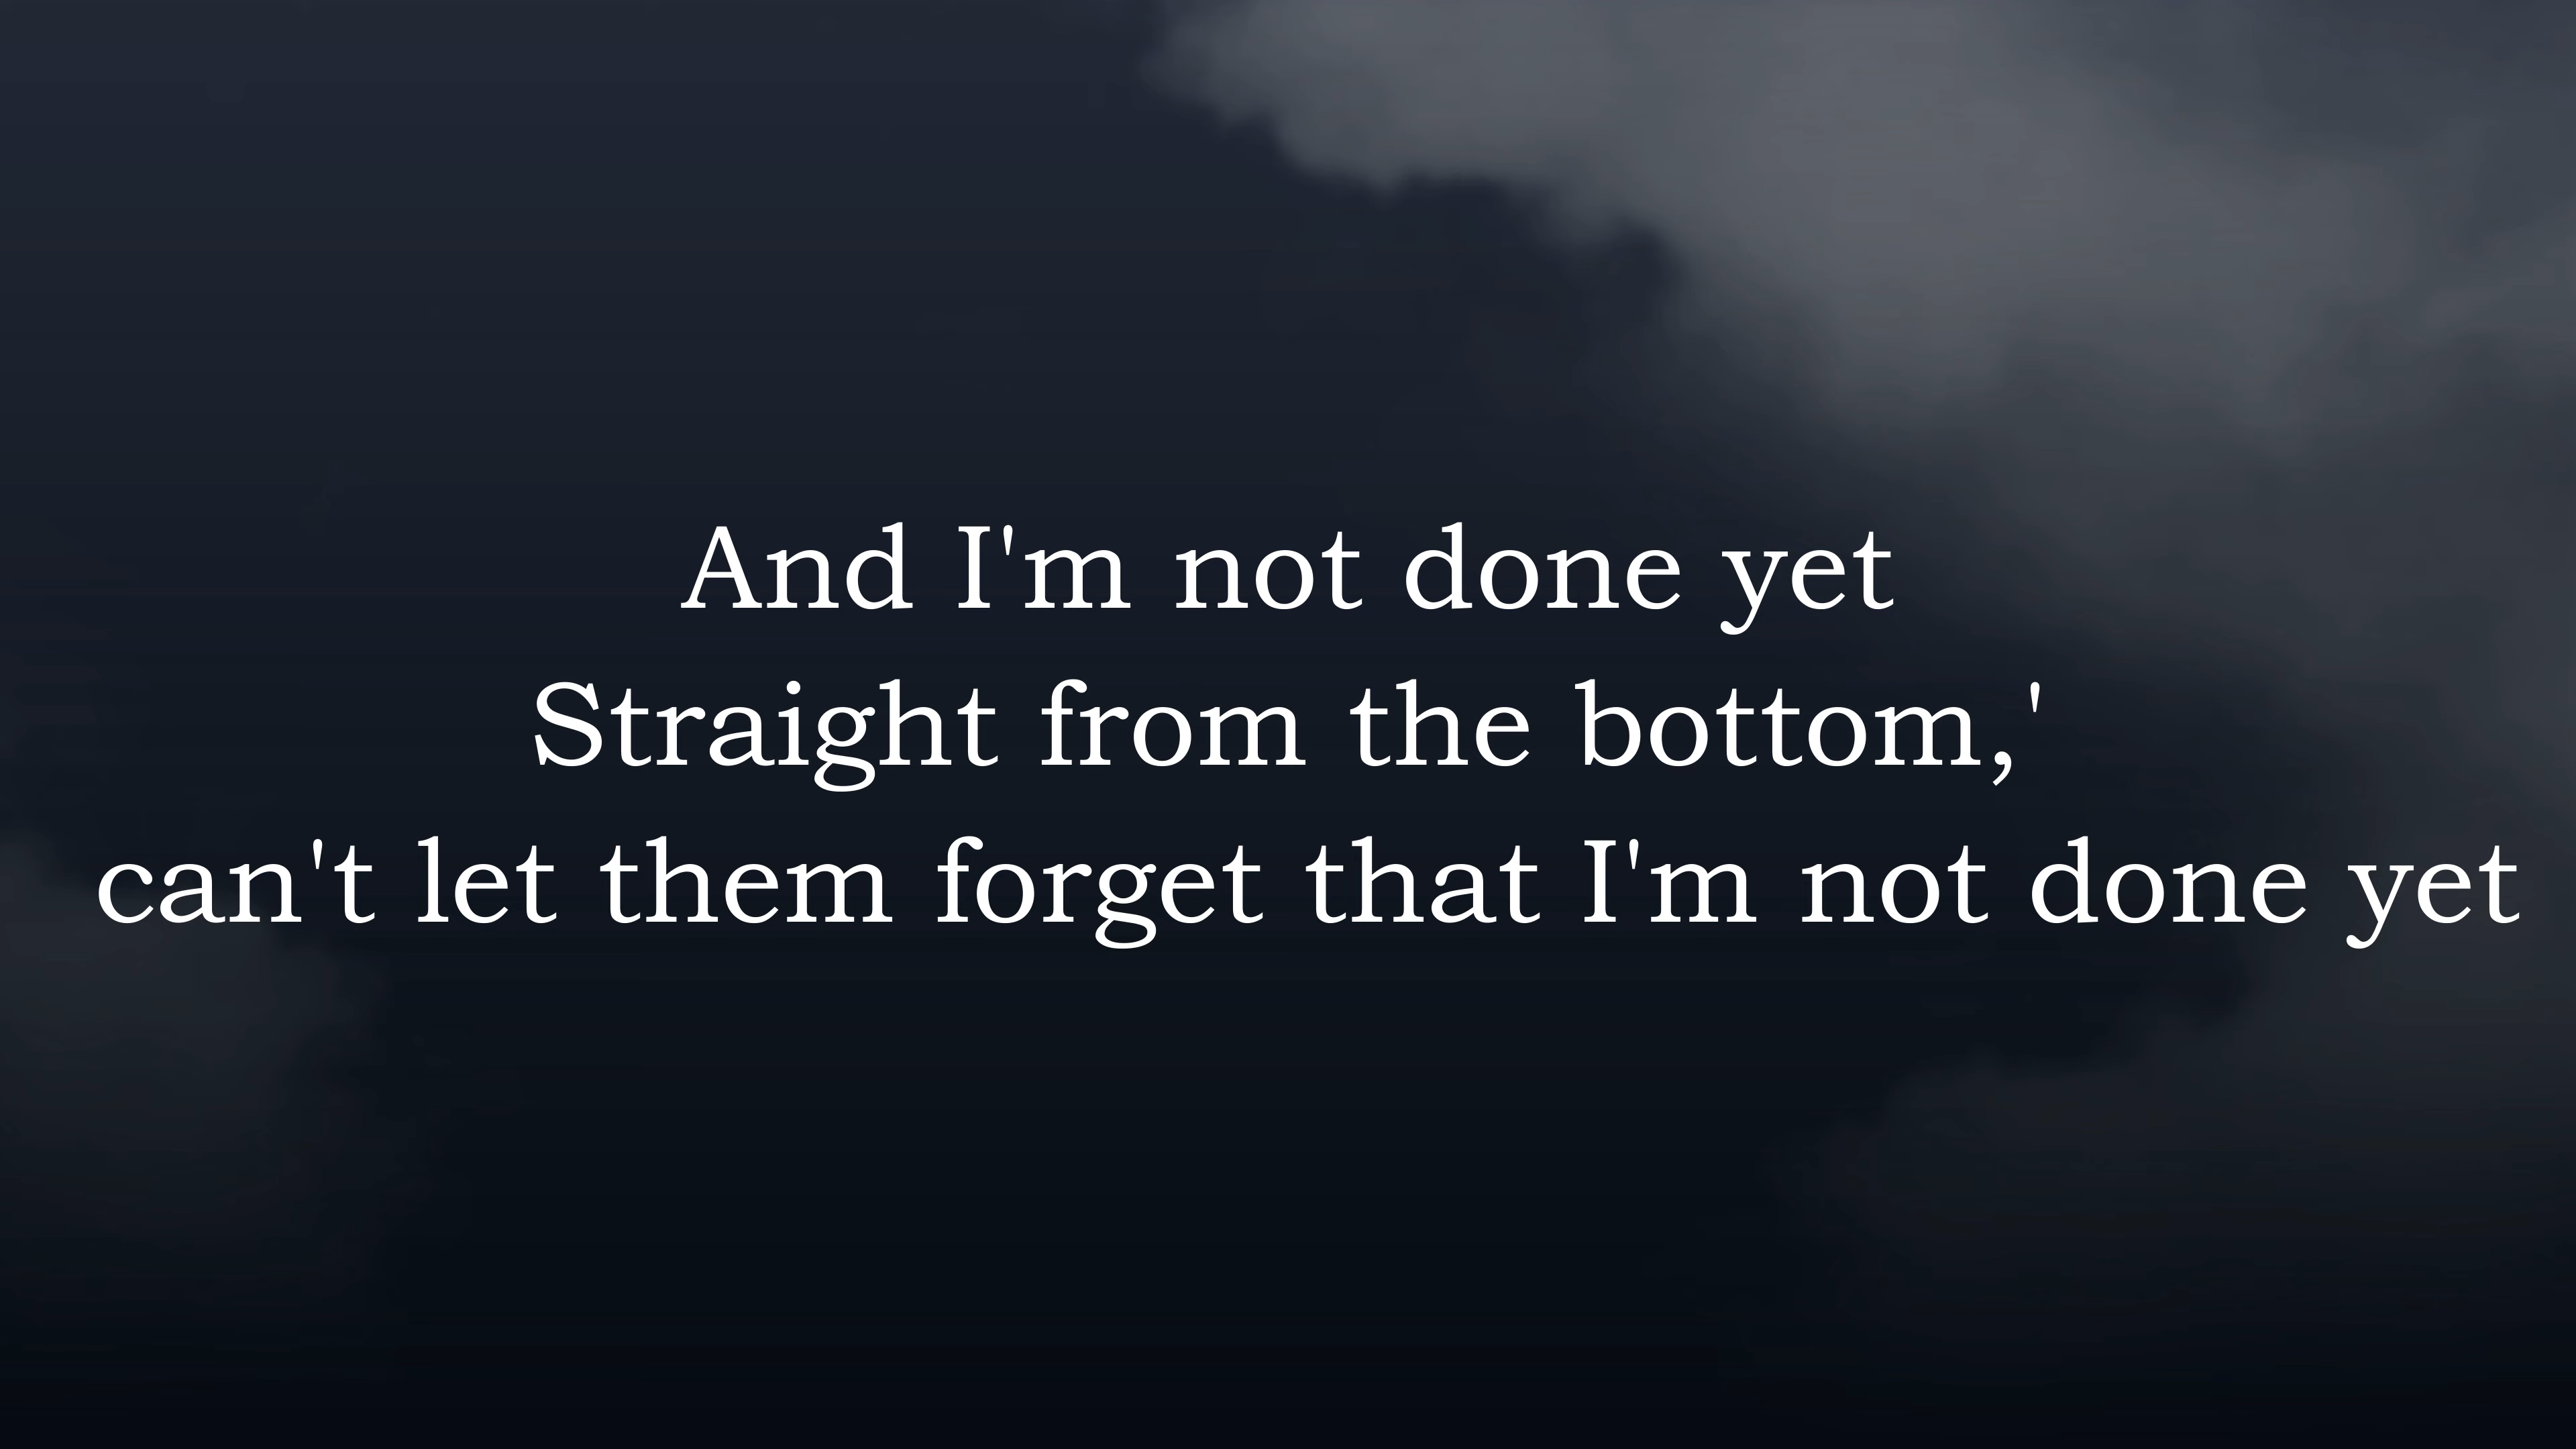 And I'm not done yet
Straight from the bottom,'
can't let them forget that I'm not done yet